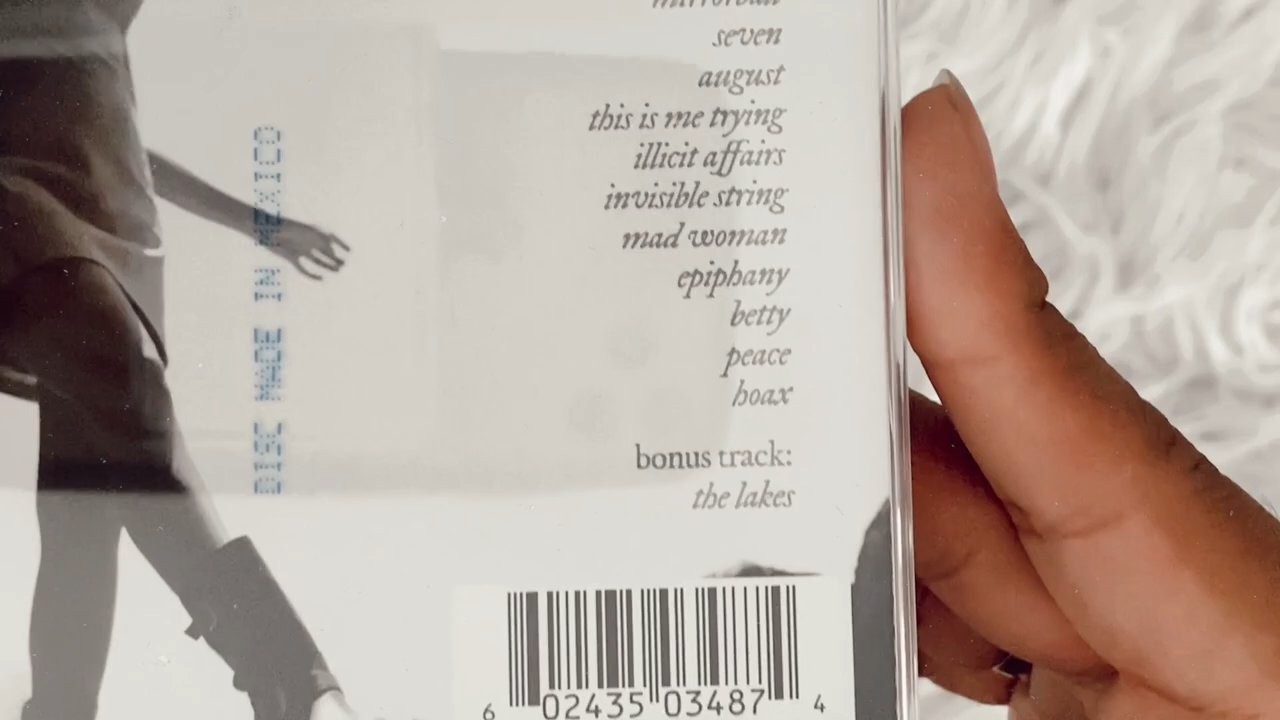 mirrorball
seven
august
this is me trying
illicit affairs
invisible string
mad woman
epiphany
betty
peace
hoax
bonus track:
the lakes
DISC MADE IN MEXICO
6 02435 03487 4